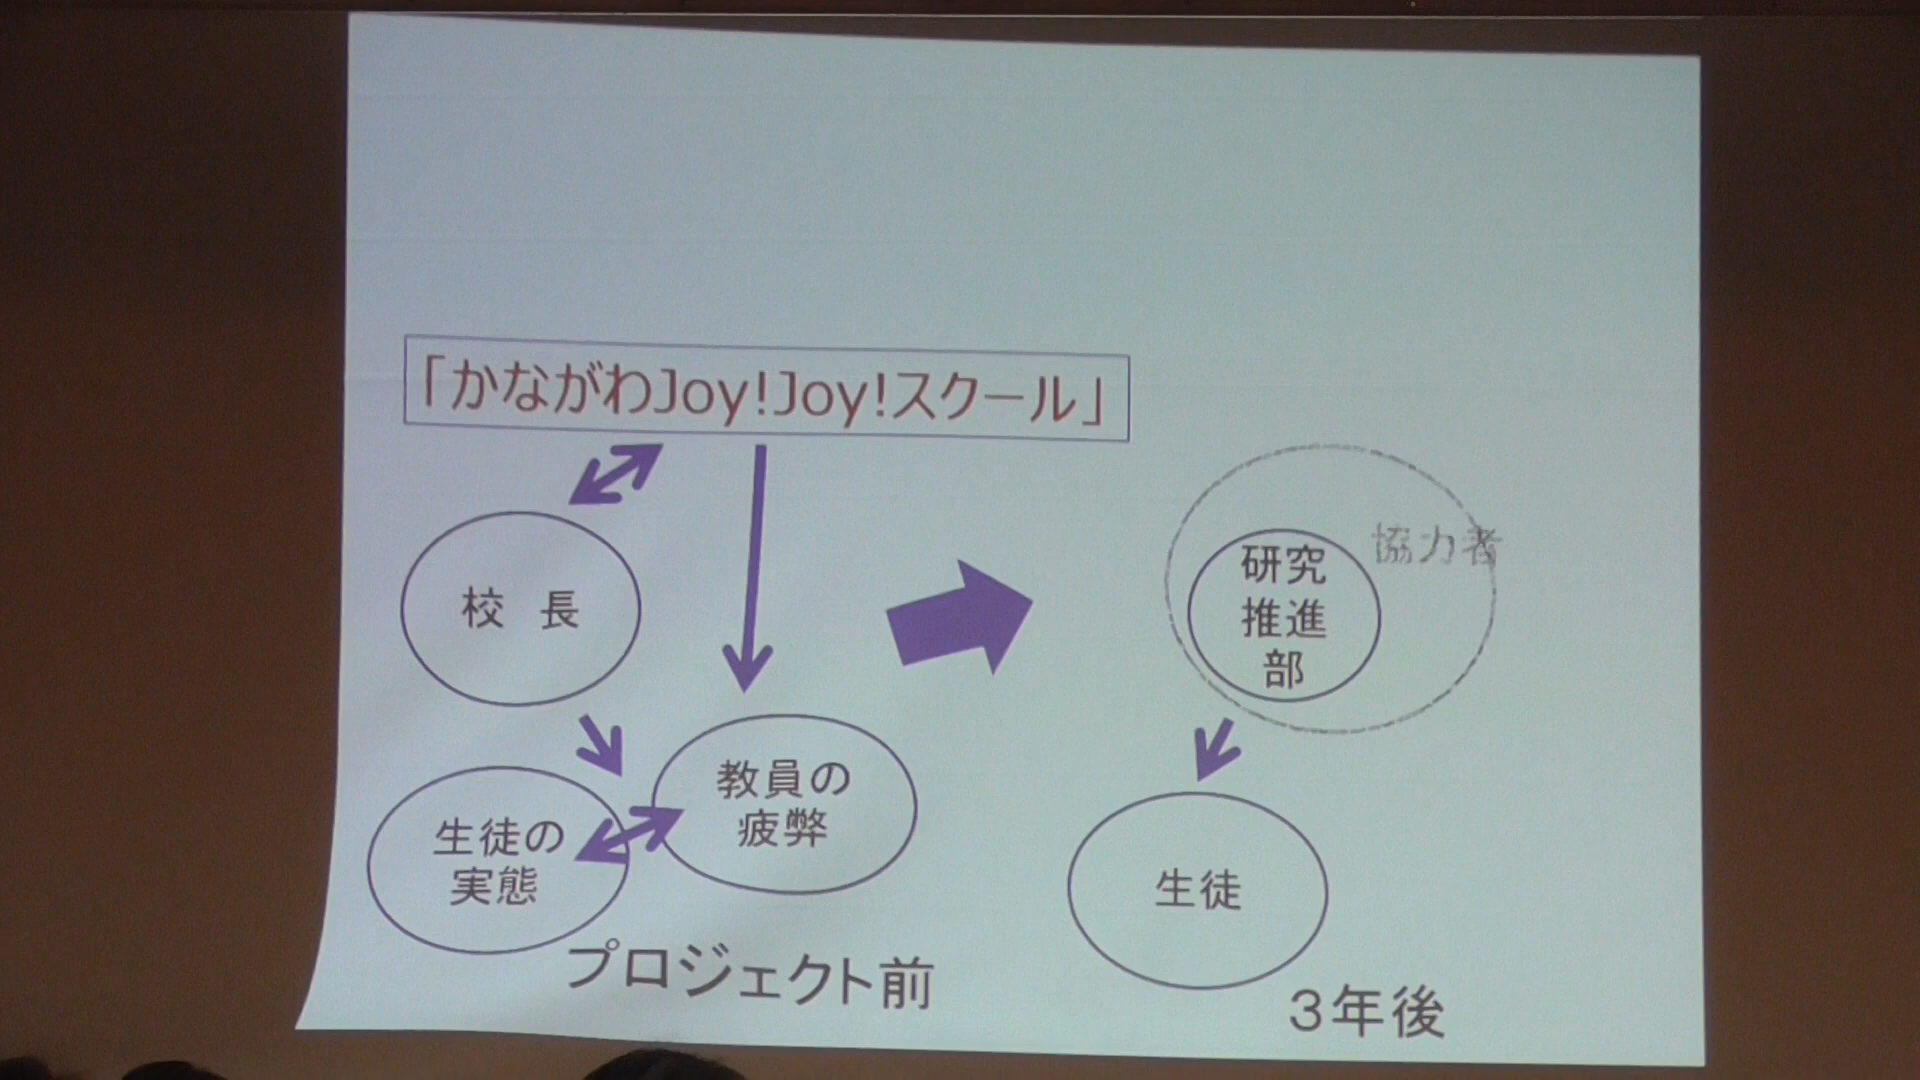 「かながわJoy!Joy!スクール」
校 長
教員の
疲弊
生徒の
実態
プロジェクト前
協力者
研究
推進
部
生徒
3年後